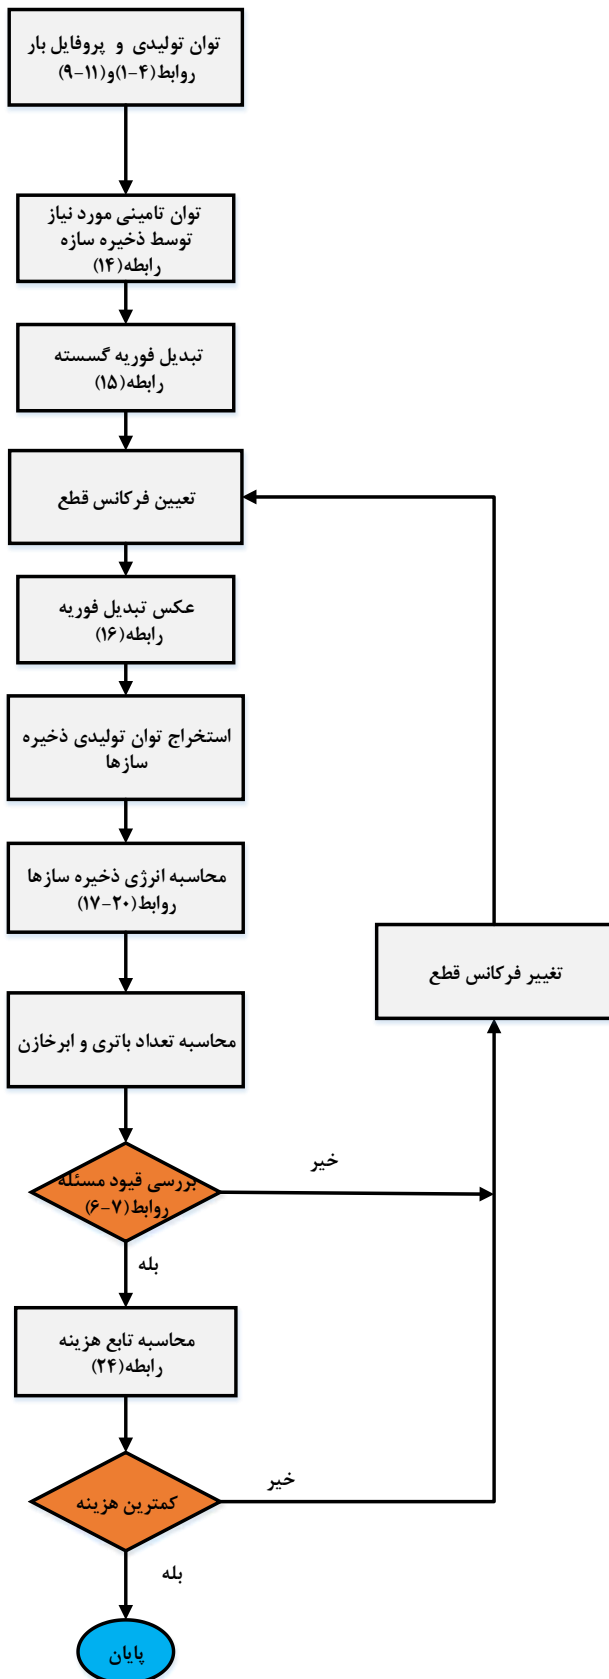 توان تولیدی و پروفایل بار
روابط(۴-۱)و(۱۱-۹)
توان تامینی مورد نیاز
توسط ذخیره سازه
رابطه(۱۴)
تبدیل فوریه گسسته
رابطه(۱۵)
تعیین فرکانس قطع
عکس تبدیل فوریه
رابطه(۱۶)
استخراج توان تولیدی ذخیره
سازها
محاسبه انرژی ذخیره سازها
روابط(۲۰-۱۷)
تغییر فرکانس قطع
محاسبه تعداد باتری و ابرخازن
بررسی قیود مسئله
روابط(۷-۶)
خیر
بله
محاسبه تابع هزینه
رابطه(۲۴)
کمترین هزینه
خیر
بله
پایان